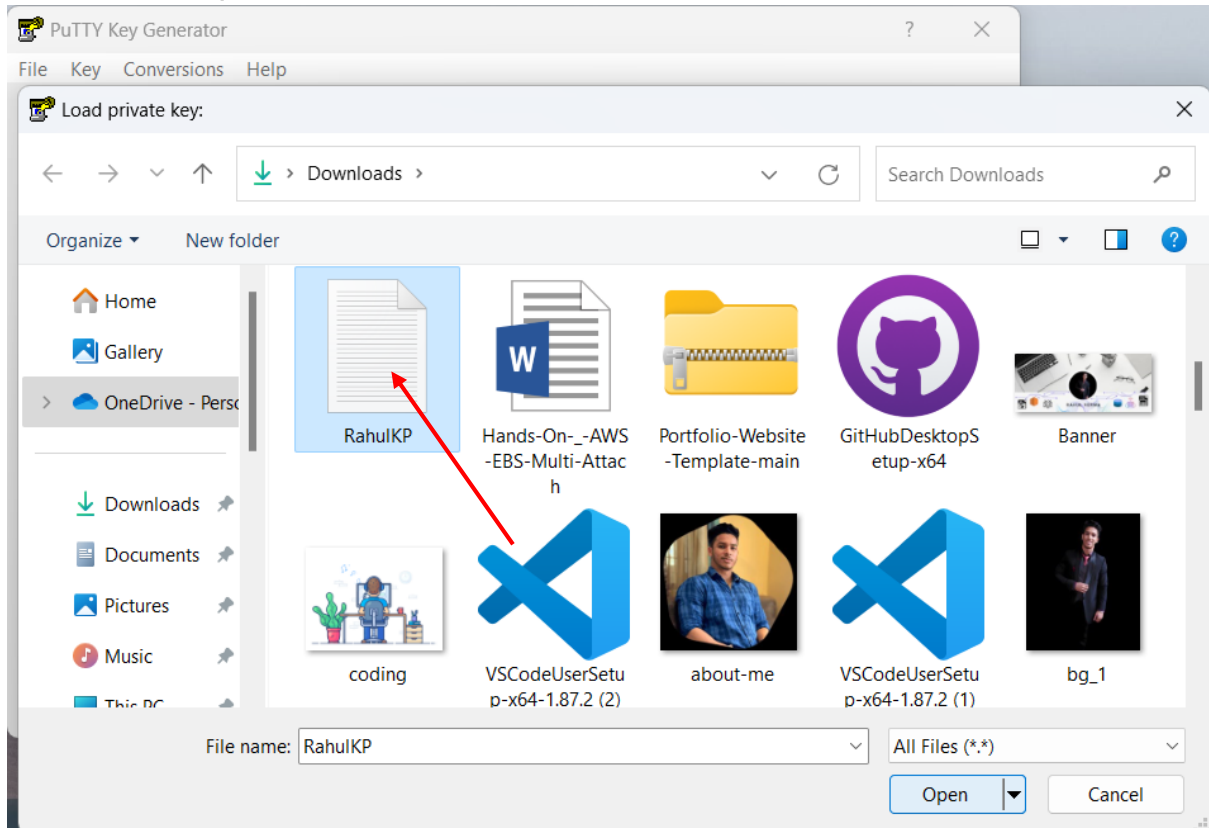 PuTTY Key Generator
?
File Key Conversions Help
Load private key:
Downloads
Search Downloads
Organize New folder
?
Home
Gallery
OneDrive - Perso
Downloads
Documents
Pictures
Music
This PC
W
RahulKP
Hands-On-_-AWS
-EBS-Multi-Attac
h
Portfolio-Website
-Template-main
GitHubDesktopS
etup-x64
Banner
coding
VSCodeUserSetu
p-x64-1.87.2 (2)
about-me
VSCodeUserSetu
p-x64-1.87.2 (1)
bg_1
File name: RahulKP
All Files (*.*)
Open Cancel